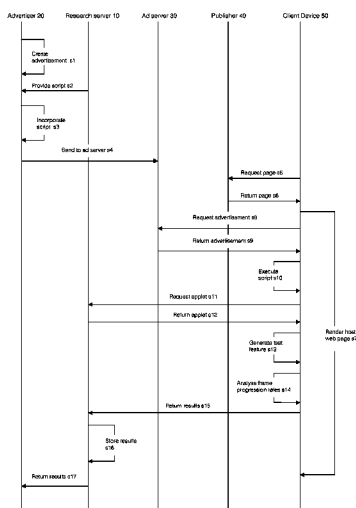 Advertiser 20
Research server 10
Ad server 39
Publisher 49
Client Device 50
Create
advertisement s1
Provide script s2
Incorporate
script s3
Send to ad server s4
Request page s5
Return page s6
Request advertisement s8
Return advertisement s9
Execute
script s10
Request applet s11
Return applet s12
Render host
web page s7
Generate test
feature s13
Analyse frame
progression rates s14
Return results s15
Store results
s16
Return results s17